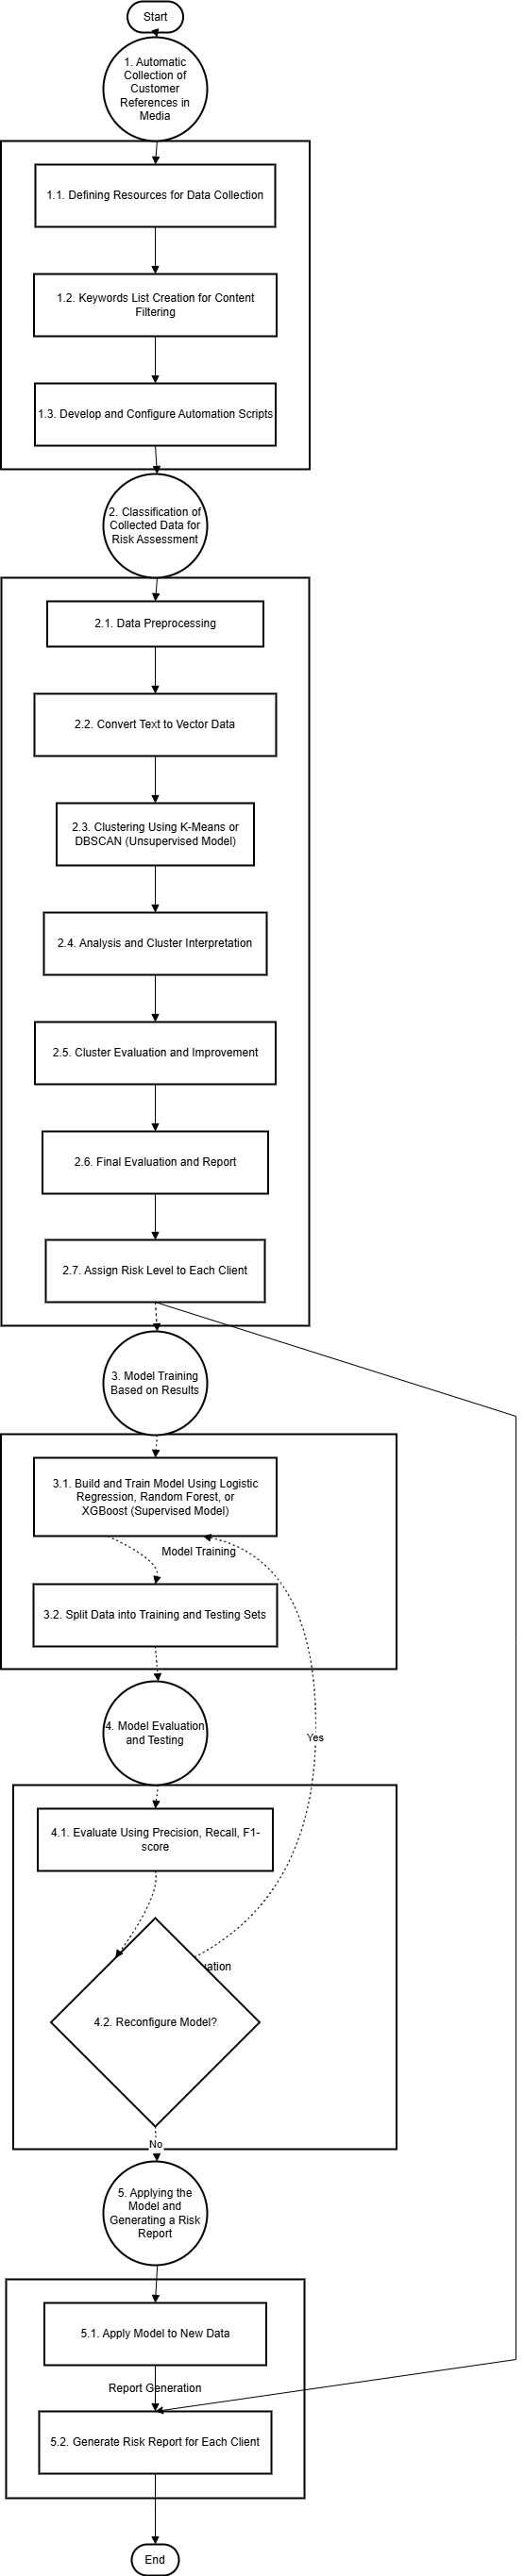 Start
1. Automatic
Collection of
Customer
References in
Media
1.1. Defining Resources for Data Collection
1.2. Keywords List Creation for Content
Filtering
1.3. Develop and Configure Automation Scripts
2. Classification of
Collected Data for
Risk Assessment
2.1. Data Preprocessing
2.2. Convert Text to Vector Data
2.3. Clustering Using K-Means or
DBSCAN (Unsupervised Model)
2.4. Analysis and Cluster Interpretation
2.5. Cluster Evaluation and Improvement
2.6. Final Evaluation and Report
2.7. Assign Risk Level to Each Client
3. Model Training
Based on Results
3.1. Build and Train Model Using Logistic
Regression, Random Forest, or
XGBoost (Supervised Model)
Model Training
3.2. Split Data into Training and Testing Sets
4. Model Evaluation
and Testing
Yes
4.1. Evaluate Using Precision, Recall, F1-
score
4.2. Reconfigure Model?
No
5. Applying the
Model and
Generating a Risk
Report
5.1. Apply Model to New Data
Report Generation
5.2. Generate Risk Report for Each Client
End